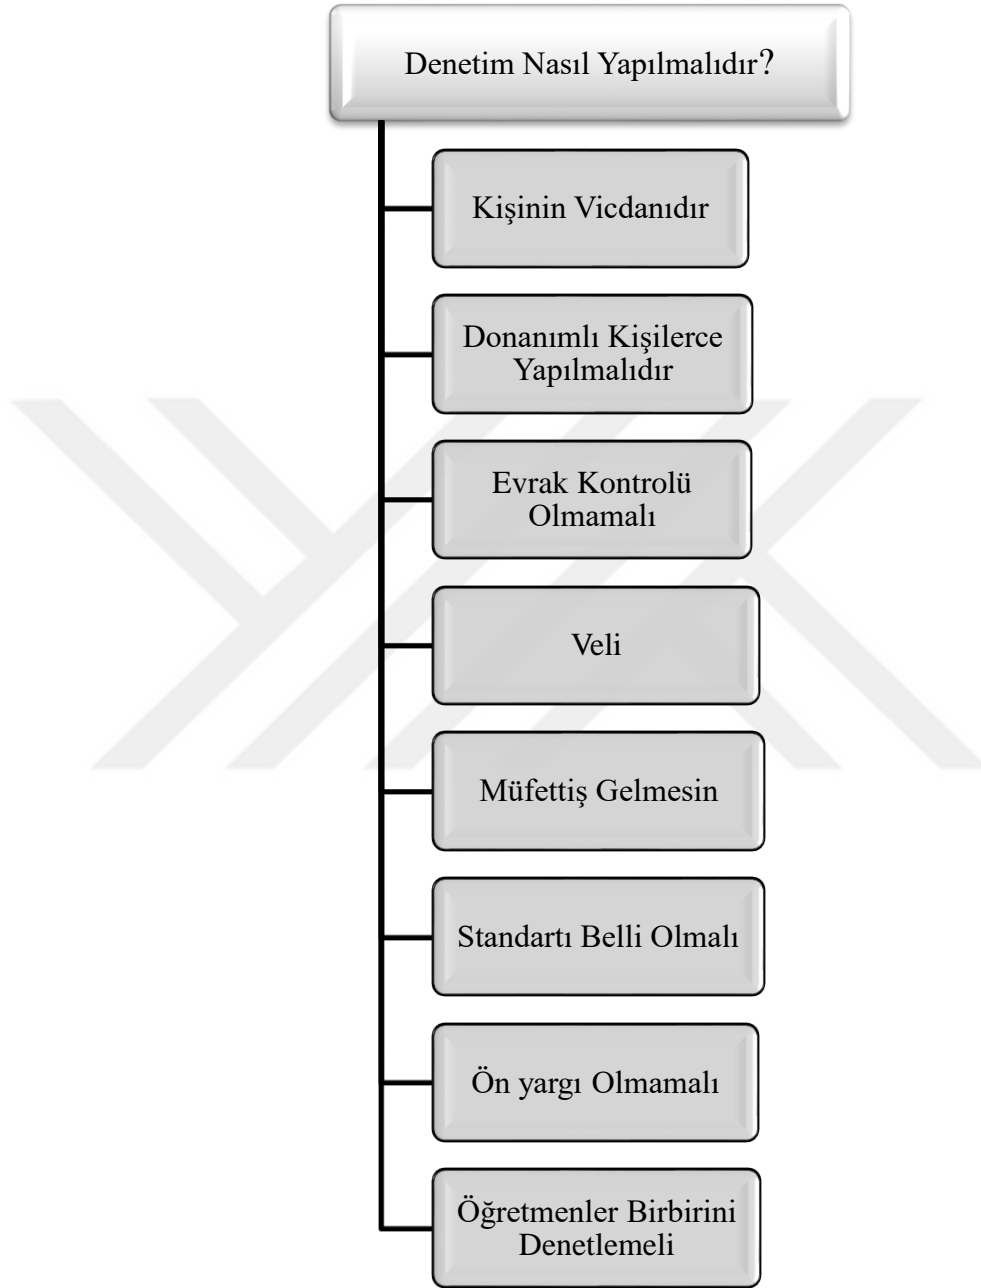 Denetim Nasıl Yapılmalıdır?
Kişinin Vicdanıdır
Donanımlı Kişilerce
Yapılmalıdır
Evrak Kontrolü
Olmamalı
Veli
Müfettiş Gelmesin
Standartı Belli Olmalı
Ön yargı Olmamalı
Öğretmenler Birbirini
Denetlemeli